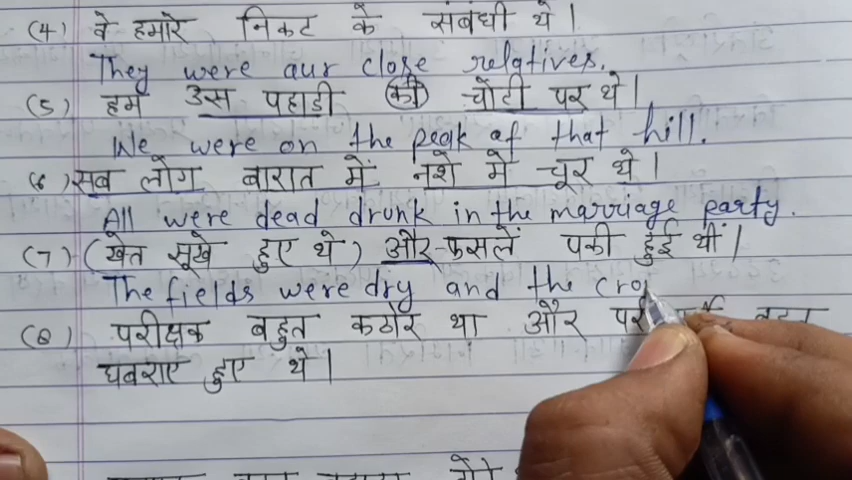 (4) वे हमारे निकट के संबंधी थे।
They were our close relatives.
(5) हम उस पहाड़ी की चोटी पर थे।
We were on the peak of that hill.
(6) सब लोग बारात में नशे में चूर थे।
All were dead drunk in the marriage party.
(7) (खेत सूखे हुए थे) और फसलें पकी हुई थीं।
The fields were dry and the cro
(8) परीक्षक बहुत कठोर था और
घबराए हुए थे।